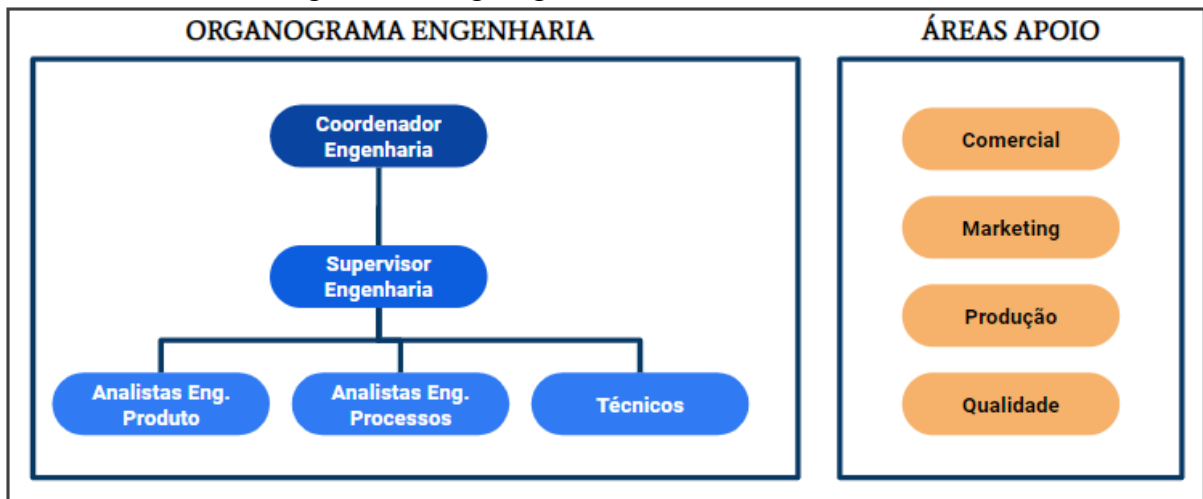 ORGANOGRAMA ENGENHARIA
Coordenador
Engenharia
Supervisor
Engenharia
Analistas Eng.
Produto
Analistas Eng.
Processos
Técnicos
ÁREAS APOIO
Comercial
Marketing
Produção
Qualidade